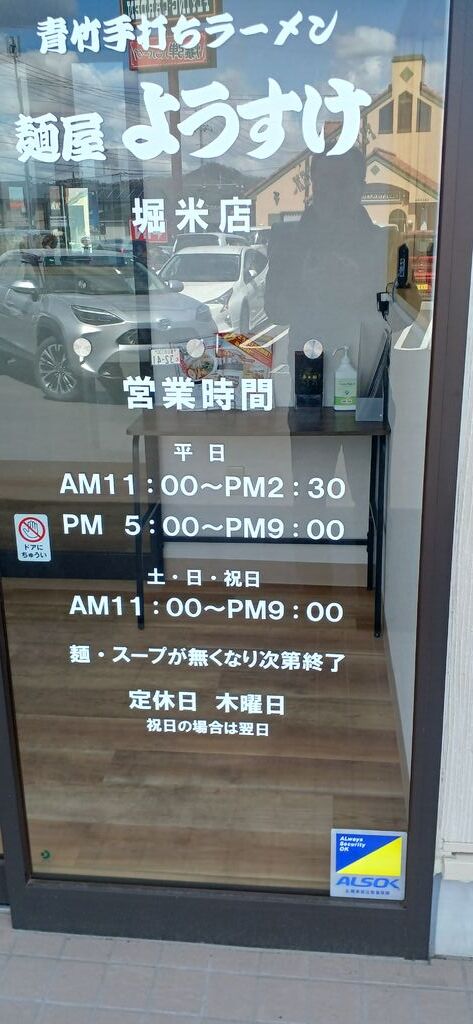 青竹手打ちラーメン
麺屋 ようすけ
堀米店
営業時間
平日
AM11:00～PM2:30
PM 5:00～PM9:00
ドアに
ちゅうい
土・日・祝日
AM11:00～PM9:00
麺・スープが無くなり次第終了
定休日 木曜日
祝日の場合は翌日
ALways
Security
OK
ALSOK